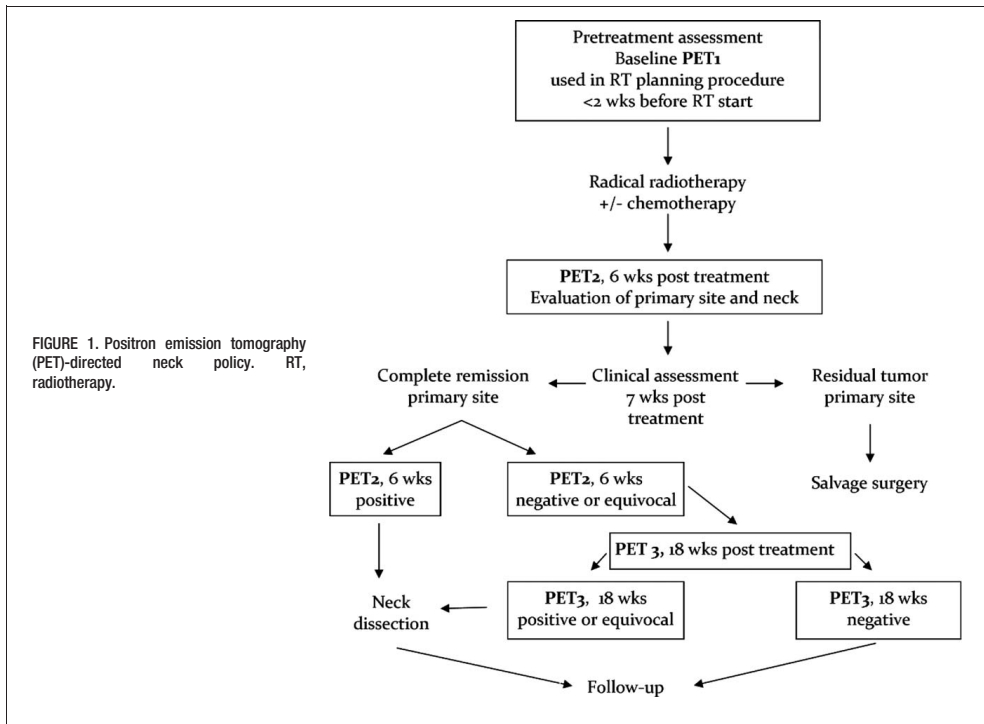 Pretreatment assessment
Baseline PET1
used in RT planning procedure
<2 wks before RT start
Radical radiotherapy
+/- chemotherapy
PET2, 6 wks post treatment
Evaluation of primary site and neck
FIGURE 1. Positron emission tomography
(PET)-directed neck policy. RT,
radiotherapy.
Complete remission
primary site
Clinical assessment
7 wks post
treatment
Residual tumor
primary site
PET2, 6 wks
positive
PET2, 6 wks
negative or equivocal
Salvage surgery
PET 3, 18 wks post treatment
Neck
dissection
PET3, 18 wks
positive or equivocal
PET3, 18 wks
negative
Follow-up